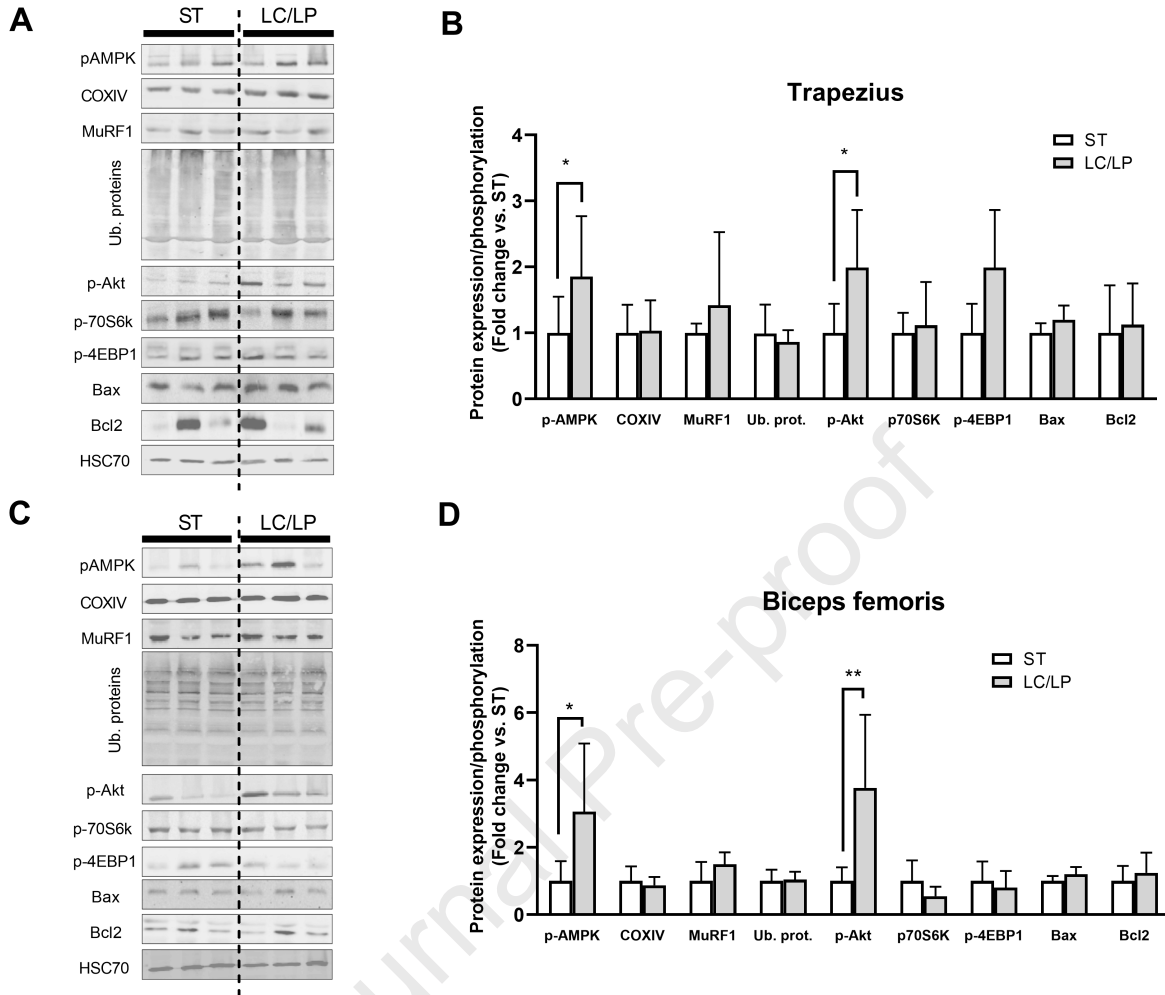 A
ST LC/LP
pAMPK
COXIV
MuRF1
Ub. proteins
p-Akt
p-70S6k
p-4EBP1
Bax
Bcl2
HSC70
B
Trapezius
Protein expression/phosphorylation
(Fold change vs. ST)
4
3
2
1
0
* *
ST
LC/LP
p-AMPK COXIV MuRF1 Ub. prot. p-Akt p70S6K p-4EBP1 Bax Bcl2
C
ST LC/LP
pAMPK
COXIV
MuRF1
Ub. proteins
p-Akt
p-70S6k
p-4EBP1
Bax
Bcl2
HSC70
D
Biceps femoris
Protein expression/phosphorylation
(Fold change vs. ST)
8
6
4
2
0
* **
ST
LC/LP
p-AMPK COXIV MuRF1 Ub. prot. p-Akt p70S6K p-4EBP1 Bax Bcl2
urnal Pre-proof